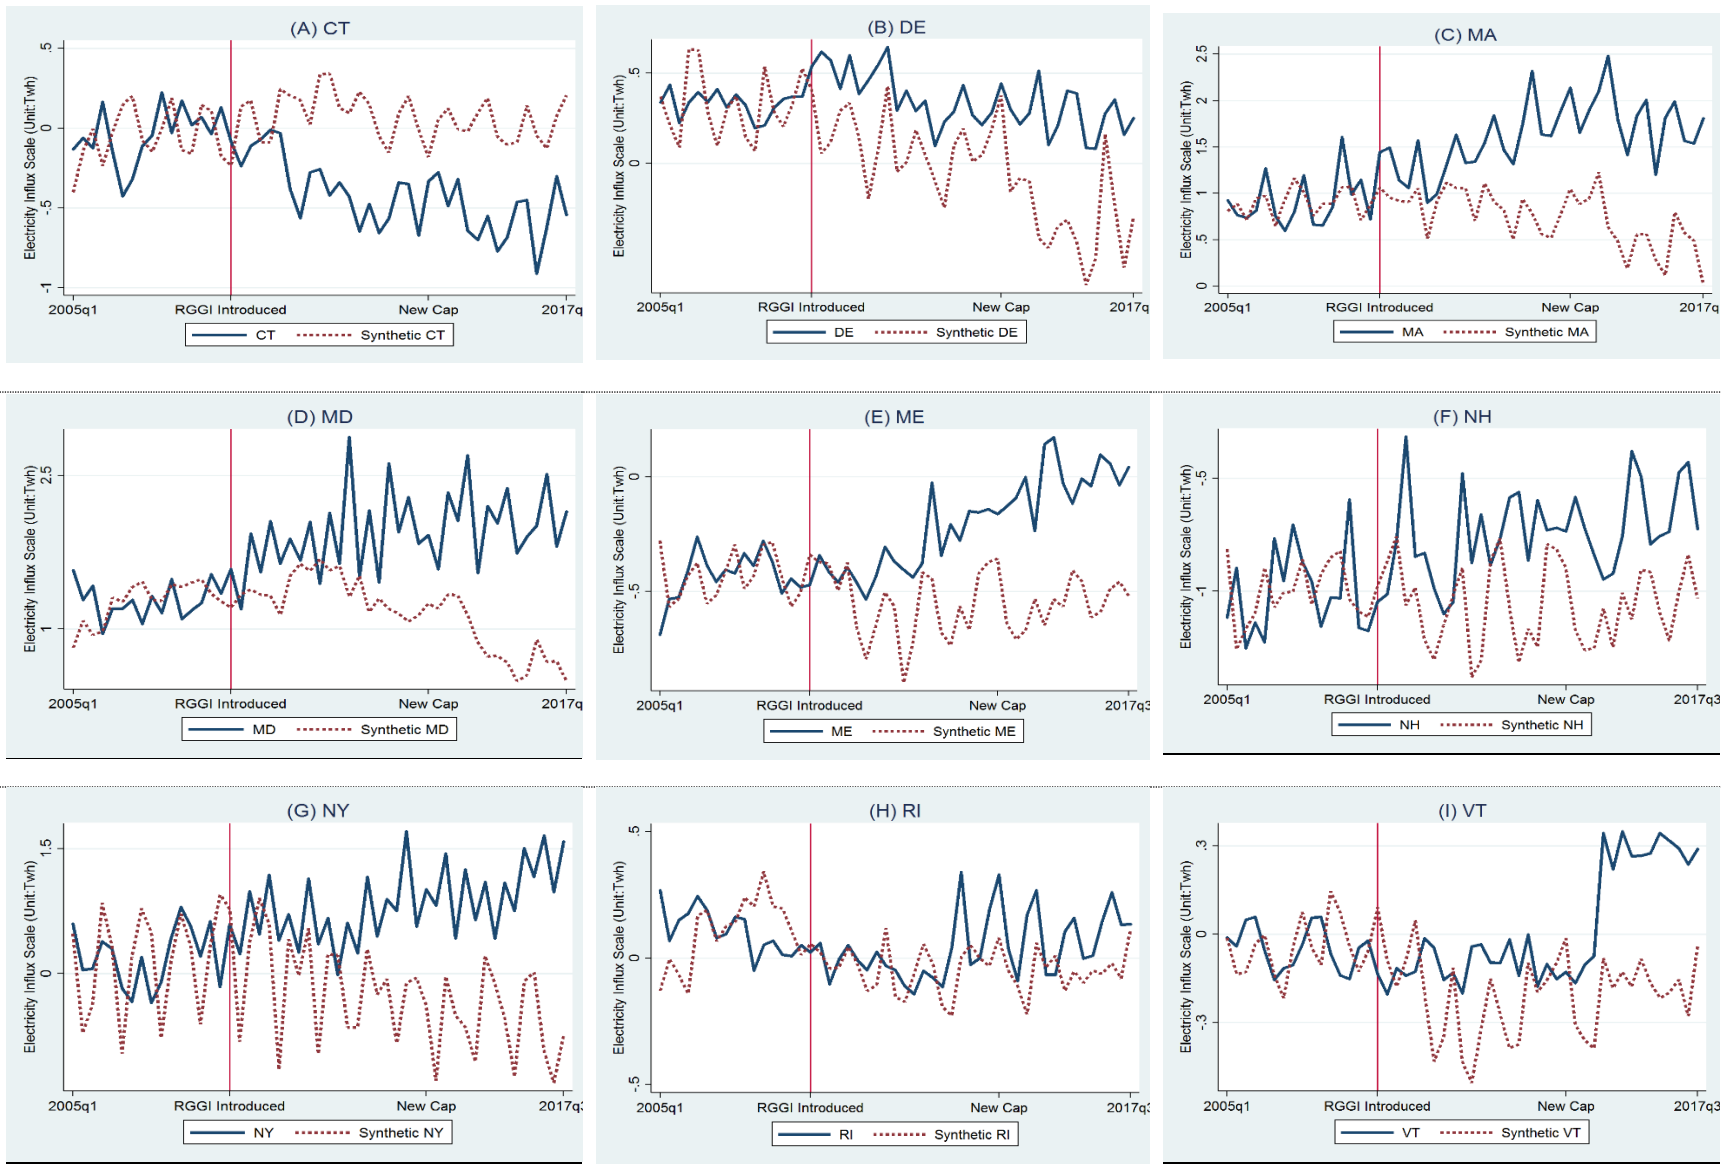 (A) CT
Electricity Influx Scale (Unit:Twh)
.5
0
-.5
-1
2005q1 RGGI Introduced New Cap 2017q
CT Synthetic CT
(B) DE
Electricity Influx Scale (Unit:Twh)
.5
0
2005q1 RGGI Introduced New Cap 2017q
DE Synthetic DE
(C) MA
Electricity Influx Scale (Unit:Twh)
2.5
2
1.5
1
.5
0
2005q1 RGGI Introduced New Cap 2017q
MA Synthetic MA
(D) MD
Electricity Influx Scale (Unit:Twh)
2.5
1
2005q1 RGGI Introduced New Cap 2017q
MD Synthetic MD
(E) ME
Electricity Influx Scale (Unit:Twh)
0
-.5
2005q1 RGGI Introduced New Cap 2017q3
ME Synthetic ME
(F) NH
Electricity Influx Scale (Unit:Twh)
-.5
-1
2005q1 RGGI Introduced New Cap 2017q3
NH Synthetic NH
(G) NY
Electricity Influx Scale (Unit:Twh)
1.5
0
2005q1 RGGI Introduced New Cap 2017q3
NY Synthetic NY
(H) RI
Electricity Influx Scale (Unit:Twh)
.5
0
-.5
2005q1 RGGI Introduced New Cap 2017q3
RI Synthetic RI
(I) VT
Electricity Influx Scale (Unit:Twh)
.3
0
-.3
2005q1 RGGI Introduced New Cap 2017q3
VT Synthetic VT